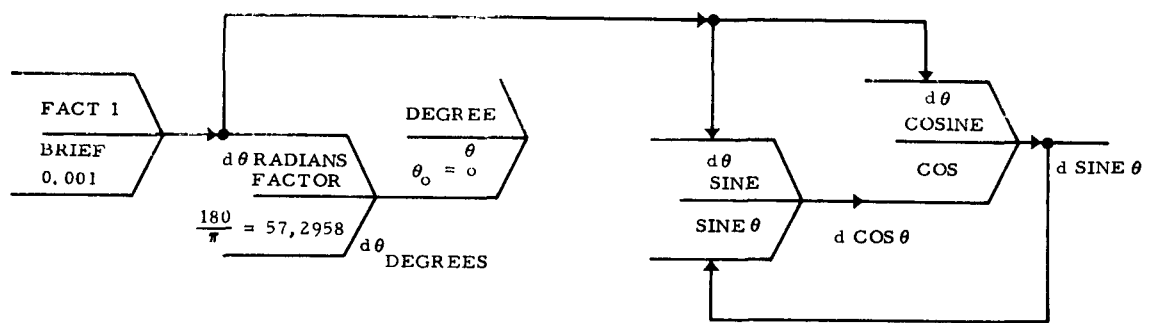 FACT 1
BRIEF
0.001
dθ RADIANS
FACTOR
180/π = 57,2958
dθ DEGREES
DEGREE
θo = θ o
dθ
SINE
SINE θ
d COS θ
dθ
COSINE
COS
d SINE θ